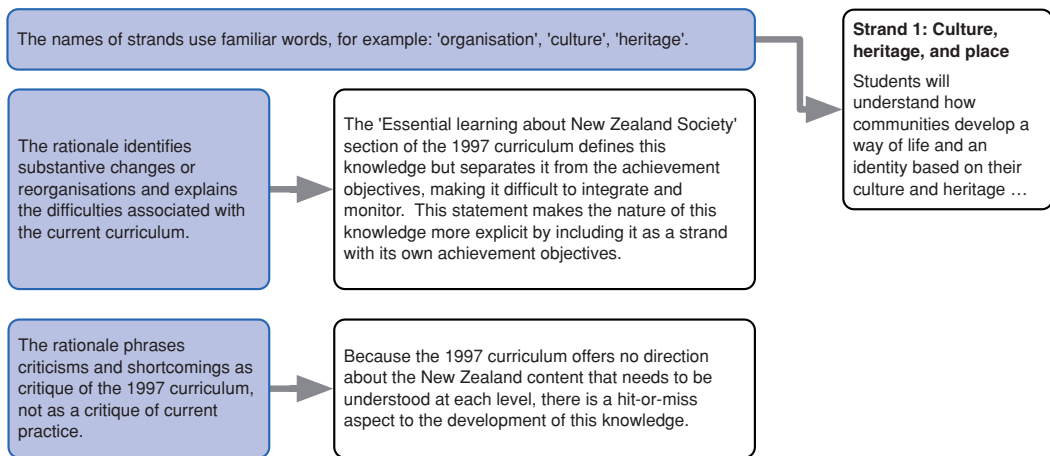 The names of strands use familiar words, for example: 'organisation', 'culture', 'heritage'.
Strand 1: Culture,
heritage, and place
Students will
understand how
communities develop a
way of life and an
identity based on their
culture and heritage …
The rationale identifies
substantive changes or
reorganisations and explains
the difficulties associated with
the current curriculum.
The 'Essential learning about New Zealand Society'
section of the 1997 curriculum defines this
knowledge but separates it from the achievement
objectives, making it difficult to integrate and
monitor.  This statement makes the nature of this
knowledge more explicit by including it as a strand
with its own achievement objectives.
The rationale phrases
criticisms and shortcomings as
critique of the 1997 curriculum,
not as a critique of current
practice.
Because the 1997 curriculum offers no direction
about the New Zealand content that needs to be
understood at each level, there is a hit-or-miss
aspect to the development of this knowledge.